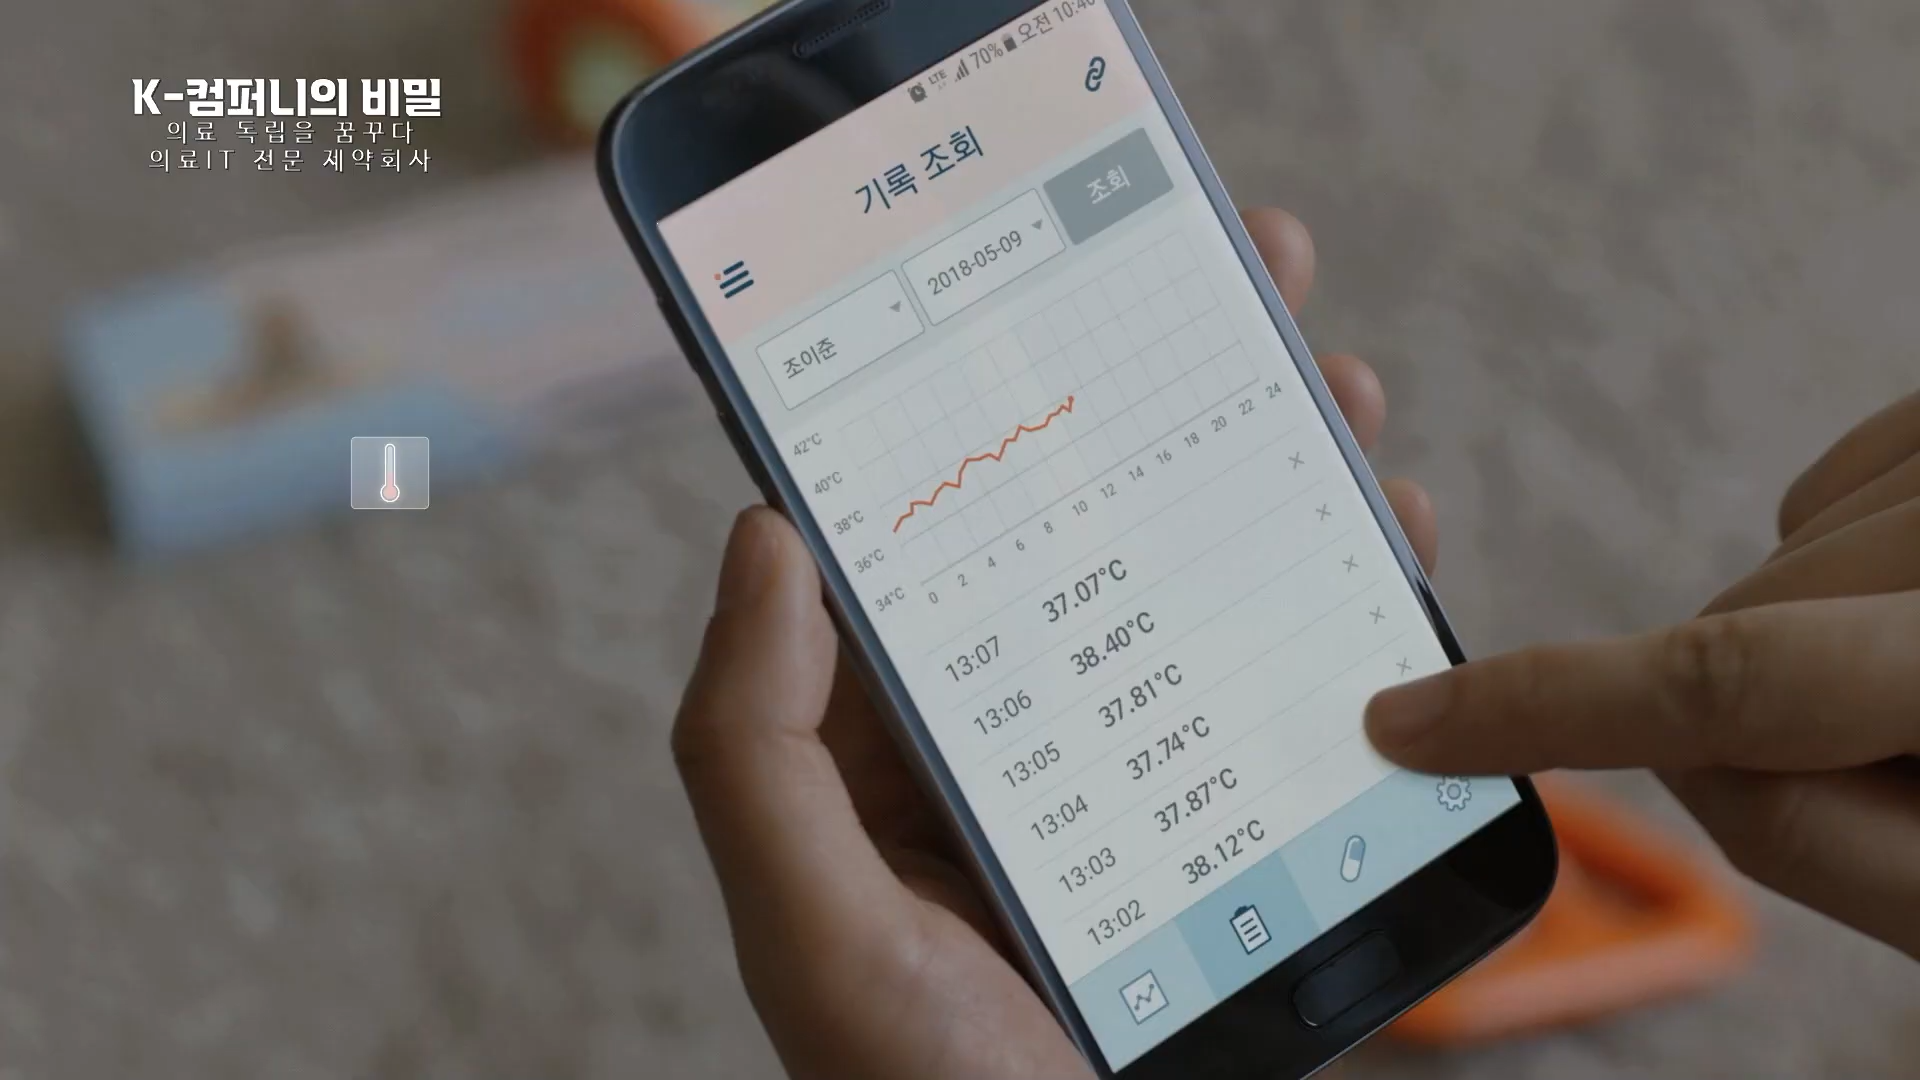 K-컴퍼니의 비밀
의료 독립을 꿈꾸다
의료IT 전문 제약회사
LTE 70% 오전 10:46
기록 조회
조이준
2018-05-09
조회
42°C
40°C
38°C
36°C
34°C
0 2 4 6 8 10 12 14 16 18 20 22 24
13:07 37.07°C ×
13:06 38.40°C ×
13:05 37.81°C ×
13:04 37.74°C ×
13:03 37.87°C ×
13:02 38.12°C